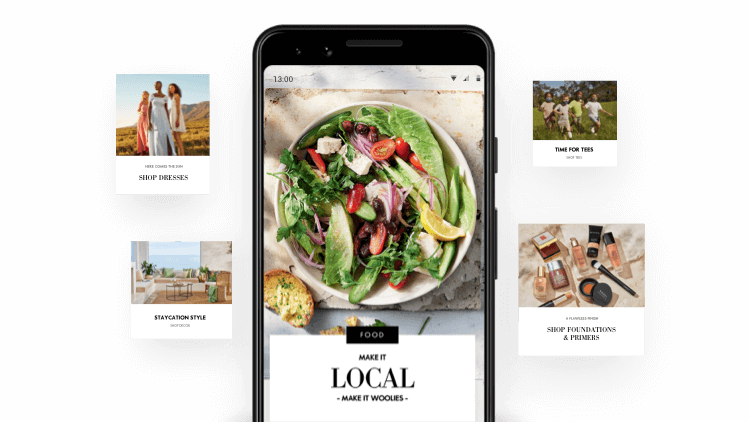 13:00
HERE COMES THE SUN
SHOP DRESSES
STAYCATION STYLE
SHOP DECOR
FOOD
MAKE IT
LOCAL
- MAKE IT WOOLIES -
TIME FOR TEES
SHOP TEES
A FLAWLESS FINISH
SHOP FOUNDATIONS
& PRIMERS